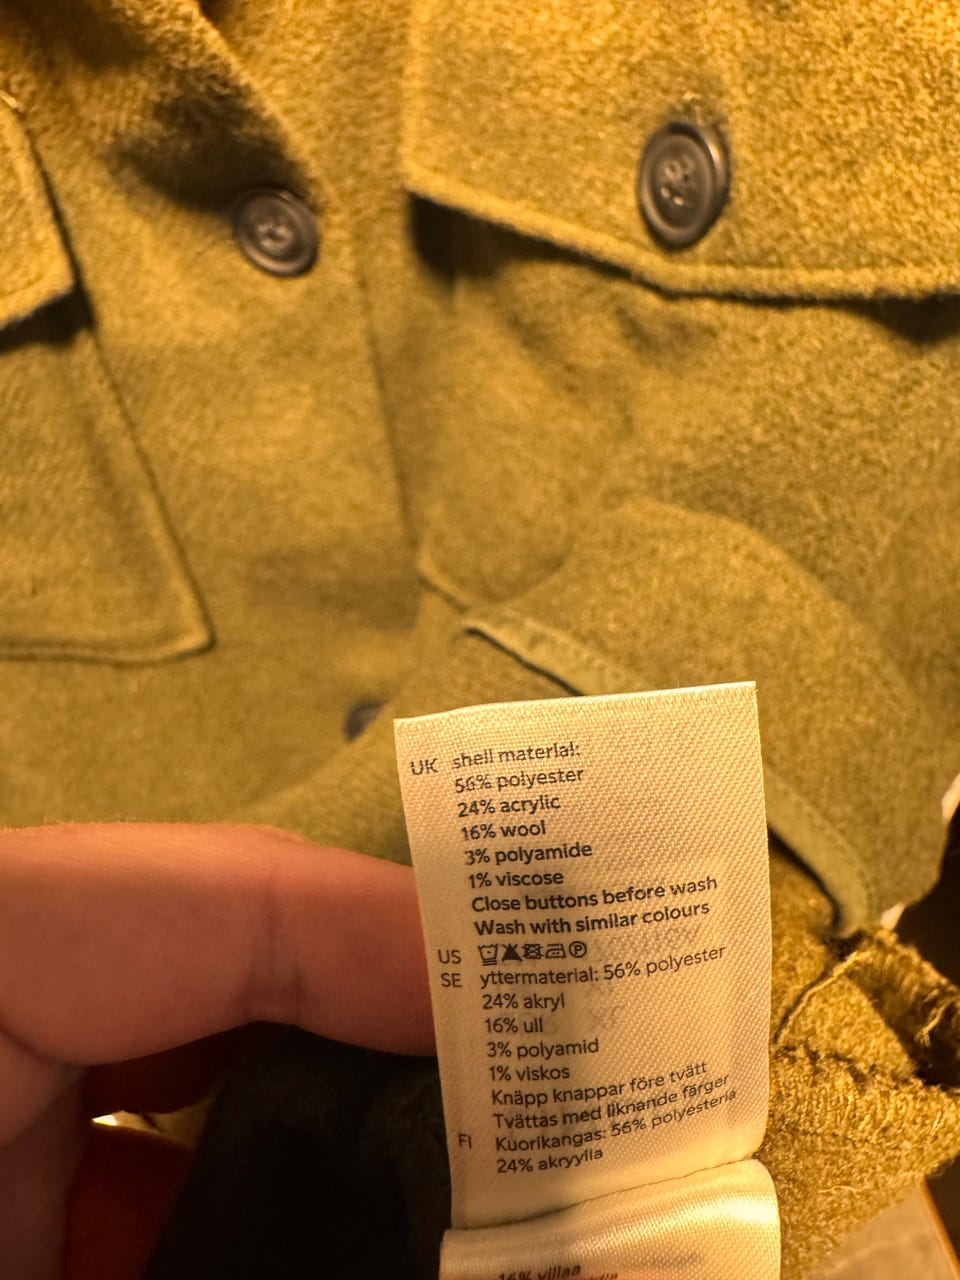 UK shell material:
56% polyester
24% acrylic
16% wool
3% polyamide
1% viscose
Close buttons before wash
Wash with similar colours
US
SE yttermaterial: 56% polyester
24% akryl
16% ull
3% polyamid
1% viskos
Knäpp knappar före tvätt
Tvättas med liknande färger
FI Kuorikangas: 56% polyesteria
24% akryylia
16% villaa